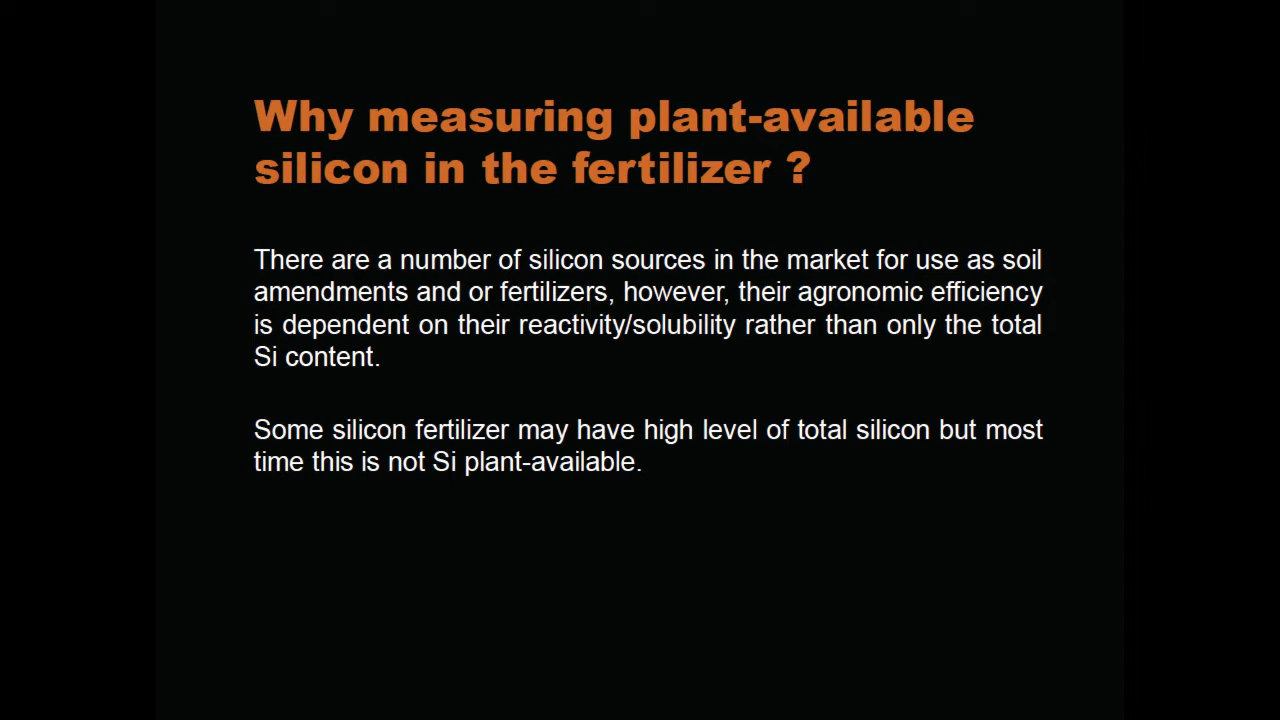 Why measuring plant-available
silicon in the fertilizer ?
There are a number of silicon sources in the market for use as soil
amendments and or fertilizers, however, their agronomic efficiency
is dependent on their reactivity/solubility rather than only the total
Si content.
Some silicon fertilizer may have high level of total silicon but most
time this is not Si plant-available.